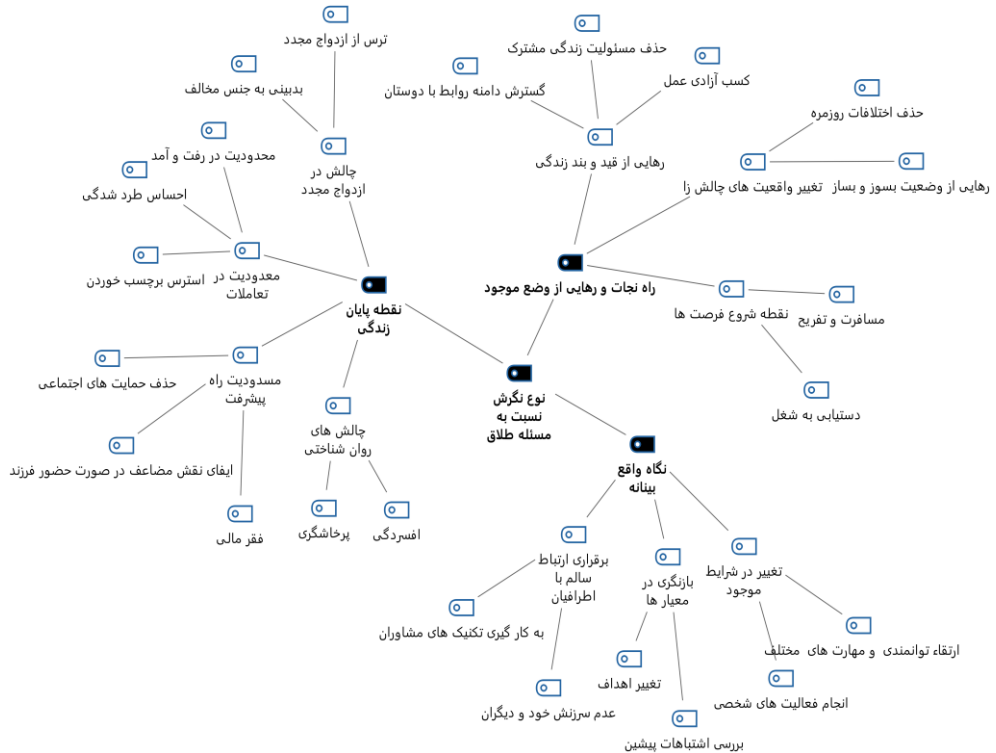 ترس از ازدواج مجدد
حذف مسئولیت زندگی مشترک
کسب آزادی عمل
بدبینی به جنس مخالف
گسترش دامنه روابط با دوستان
حذف اختلافات روزمره
محدودیت در رفت و آمد
رهایی از قید و بند زندگی
چالش در
ازدواج مجدد
احساس طرد شدگی
تغییر واقعیت های چالش زا
رهایی از وضعیت بسوز و بساز
معدودیت در
تعاملات
استرس برچسب خوردن
راه نجات و رهایی از وضع موجود
نقطه پایان
زندگی
نقطه شروع فرصت ها
مسافرت و تفریح
حذف حمایت های اجتماعی
مسدودیت راه
پیشرفت
نوع نگرش
نسبت به
مسئله طلاق
دستیابی به شغل
چالش های
روان شناختی
ایفای نقش مضاعف در صورت حضور فرزند
نگاه واقع
بینانه
فقر مالی
پرخاشگری
افسردگی
برقراری ارتباط
سالم با
اطرافیان
بازنگری در
معیار ها
تغییر در شرایط
موجود
به کار گیری تکنیک های مشاوران
ارتقاء توانمندی و مهارت های مختلف
تغییر اهداف
انجام فعالیت های شخصی
عدم سرزنش خود و دیگران
بررسی اشتباهات پیشین